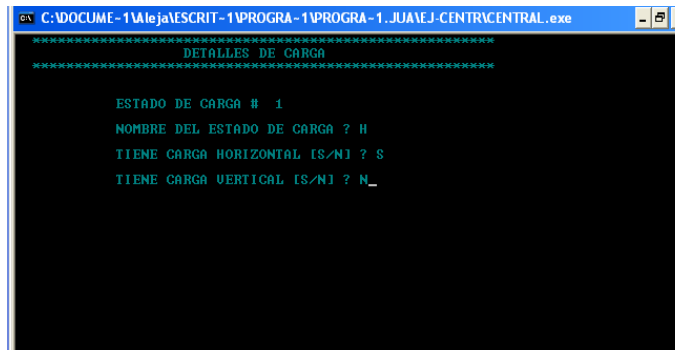 C:\DOCUME~1\Aleja\ESCRIT~1\PROGRA~1\PROGRA~1.JUA\EJ-CENTR\CENTRAL.exe
*******************************************************
DETALLES DE CARGA
*******************************************************
ESTADO DE CARGA # 1
NOMBRE DEL ESTADO DE CARGA ? H
TIENE CARGA HORIZONTAL [S/N] ? S
TIENE CARGA VERTICAL [S/N] ? N_